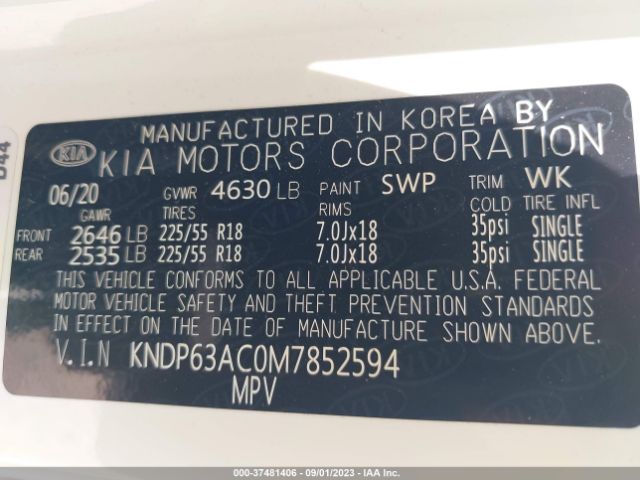 D44
MANUFACTURED IN KOREA BY
KIA KIA MOTORS CORPORATION
06/20 GVWR 4630 LB PAINT SWP TRIM WK
GAWR TIRES RIMS COLD TIRE INFL
FRONT 2646 LB 225/55 R18 7.0Jx18 35psi SINGLE
REAR 2535 LB 225/55 R18 7.0Jx18 35psi SINGLE
THIS VEHICLE CONFORMS TO ALL APPLICABLE U.S.A. FEDERAL
MOTOR VEHICLE SAFETY AND THEFT PREVENTION STANDARDS
IN EFFECT ON THE DATE OF MANUFACTURE SHOWN ABOVE.
V.I.N KNDP63AC0M7852594
MPV
000 - 37481406 - 09/01/2023 - IAA Inc.